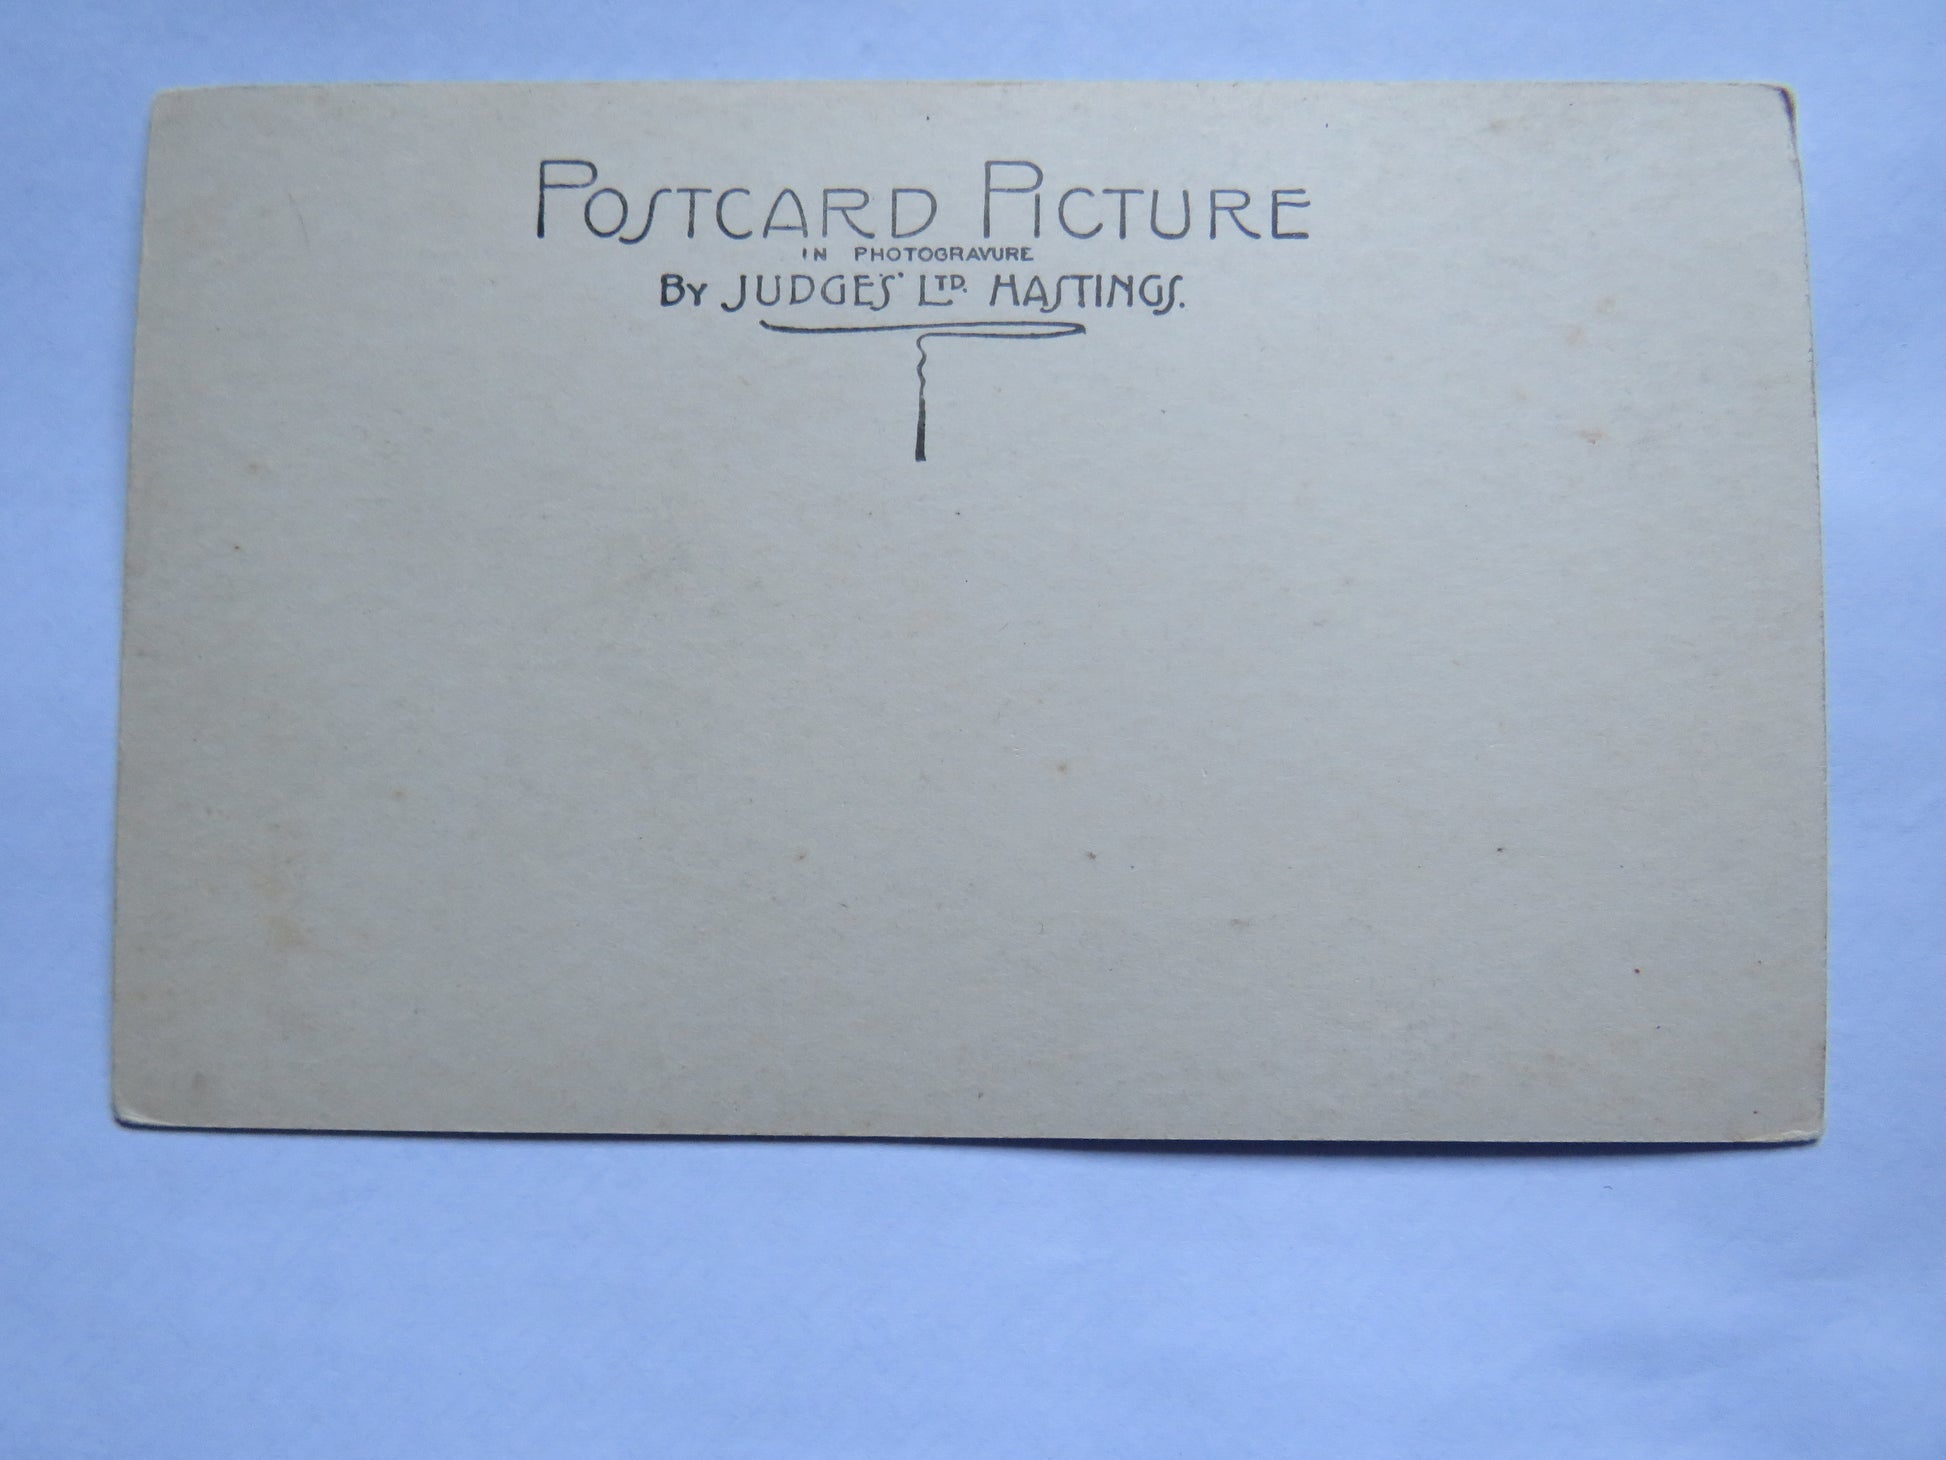 POSTCARD PICTURE
IN PHOTOGRAVURE
BY JUDGES' LTD. HASTINGS.